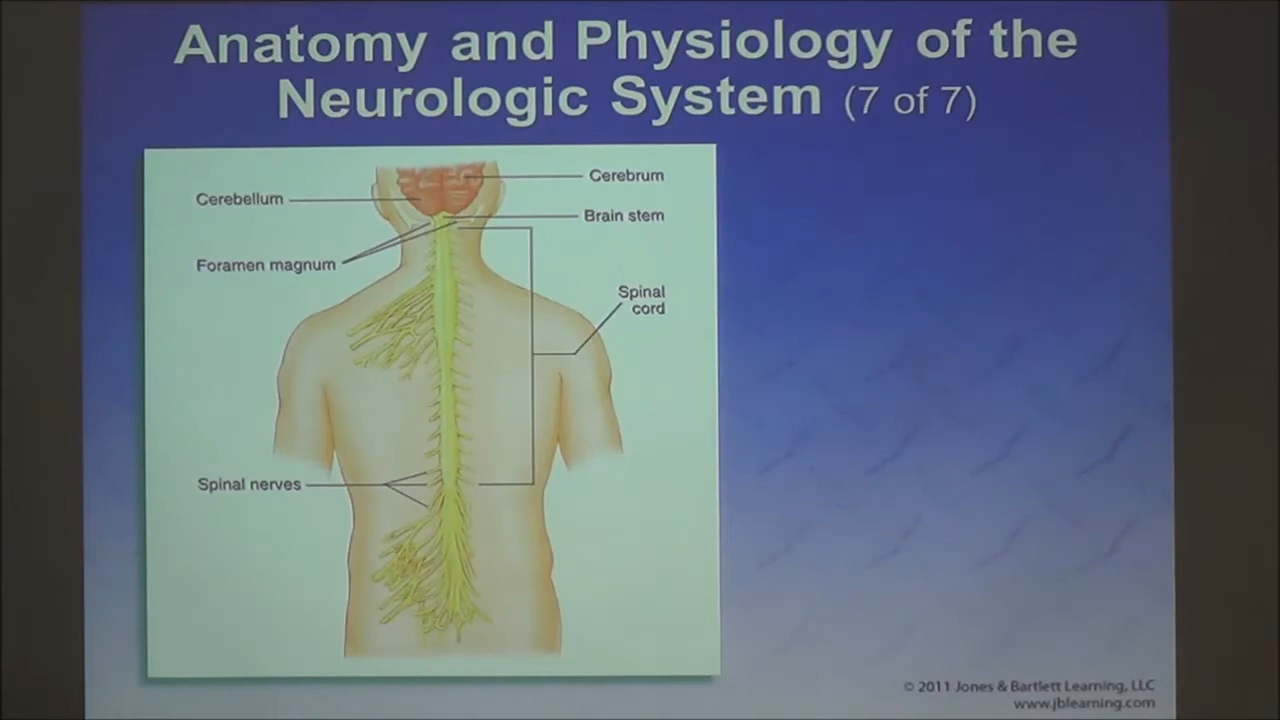 Anatomy and Physiology of the
Neurologic System (7 of 7)
Cerebrum
Cerebellum
Brain stem
Foramen magnum
Spinal
cord
Spinal nerves
© 2011 Jones & Bartlett Learning, LLC
www.jblearning.com